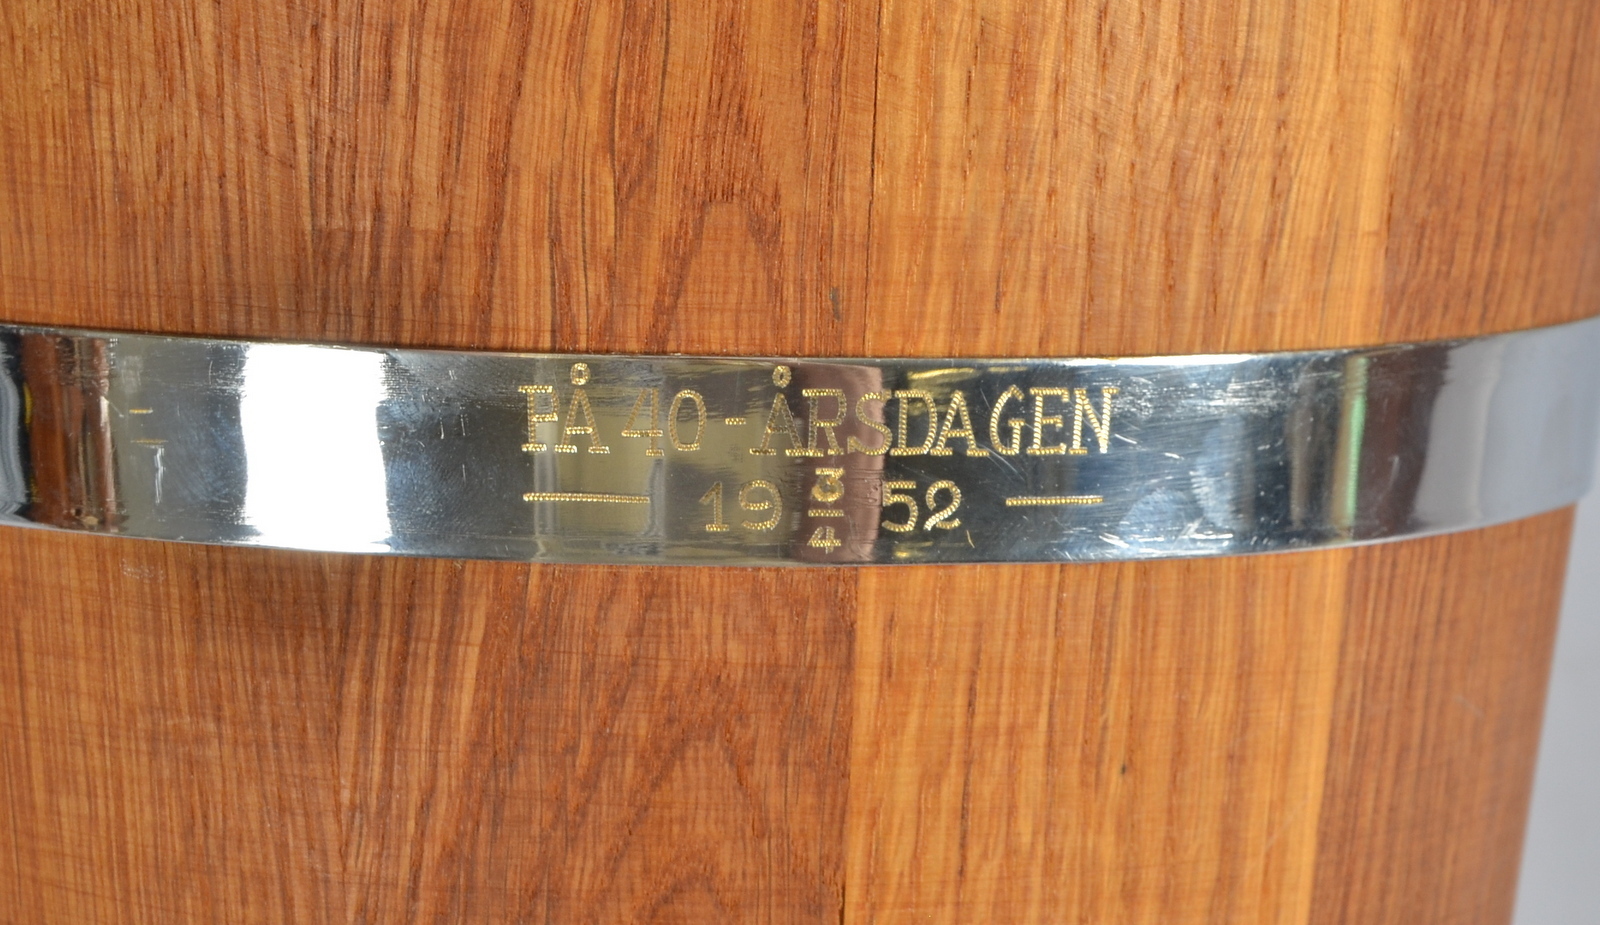 PÅ 40-ÅRSDAGEN
— 19 3/4 52 —